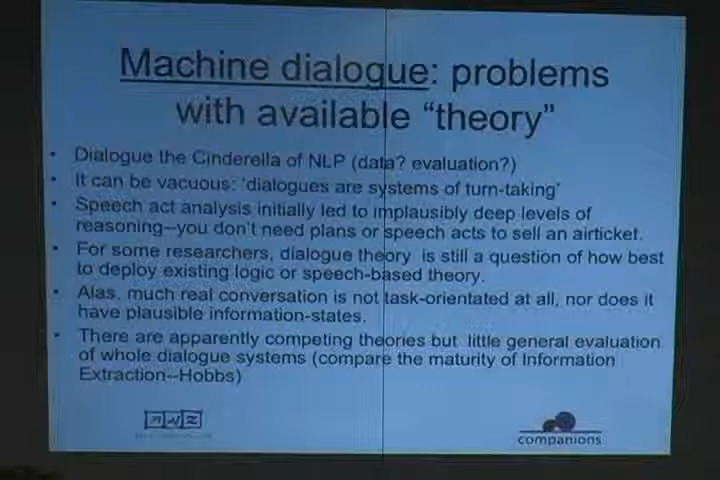 Machine dialogue: problems
with available “theory”
• Dialogue the Cinderella of NLP (data? evaluation?)
• It can be vacuous: ‘dialogues are systems of turn-taking’
• Speech act analysis initially led to implausibly deep levels of
reasoning--you don’t need plans or speech acts to sell an airticket.
• For some researchers, dialogue theory is still a question of how best
to deploy existing logic or speech-based theory.
• Alas, much real conversation is not task-orientated at all, nor does it
have plausible information-states.
• There are apparently competing theories but little general evaluation
of whole dialogue systems (compare the maturity of Information
Extraction--Hobbs)
companions